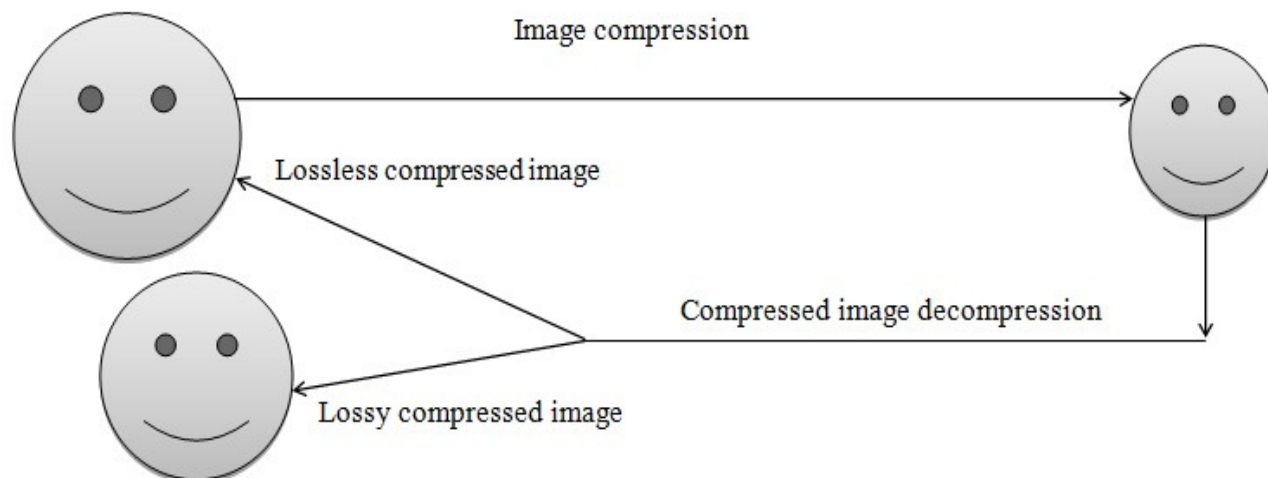 Image compression
Lossless compressed image
Compressed image decompression
Lossy compressed image